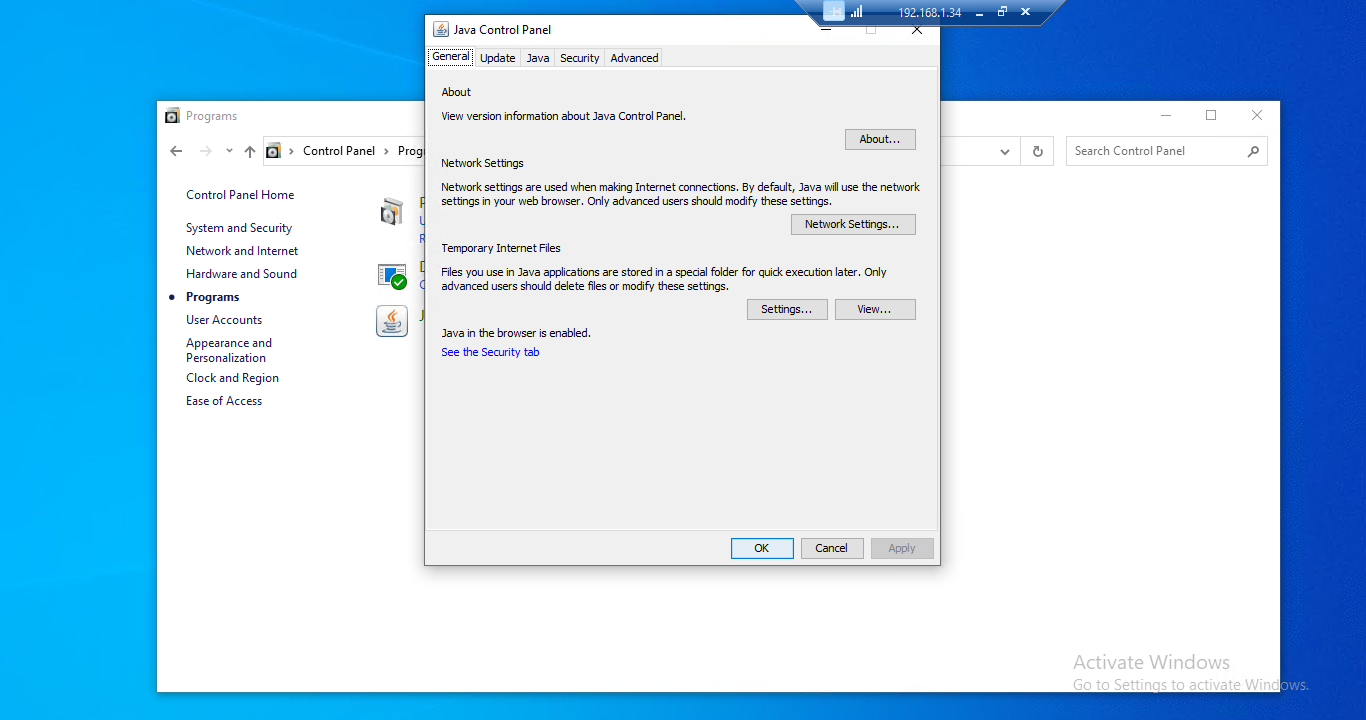 192.168.1.34
Java Control Panel
General Update Java Security Advanced
About
View version information about Java Control Panel.
About...
Network Settings
Network settings are used when making Internet connections. By default, Java will use the network
settings in your web browser. Only advanced users should modify these settings.
Network Settings...
Temporary Internet Files
Files you use in Java applications are stored in a special folder for quick execution later. Only
advanced users should delete files or modify these settings.
Settings... View...
Java in the browser is enabled.
See the Security tab
OK Cancel Apply
Programs
Control Panel
Search Control Panel
Control Panel Home
System and Security
Network and Internet
Hardware and Sound
Programs
User Accounts
Appearance and
Personalization
Clock and Region
Ease of Access
Activate Windows
Go to Settings to activate Windows.